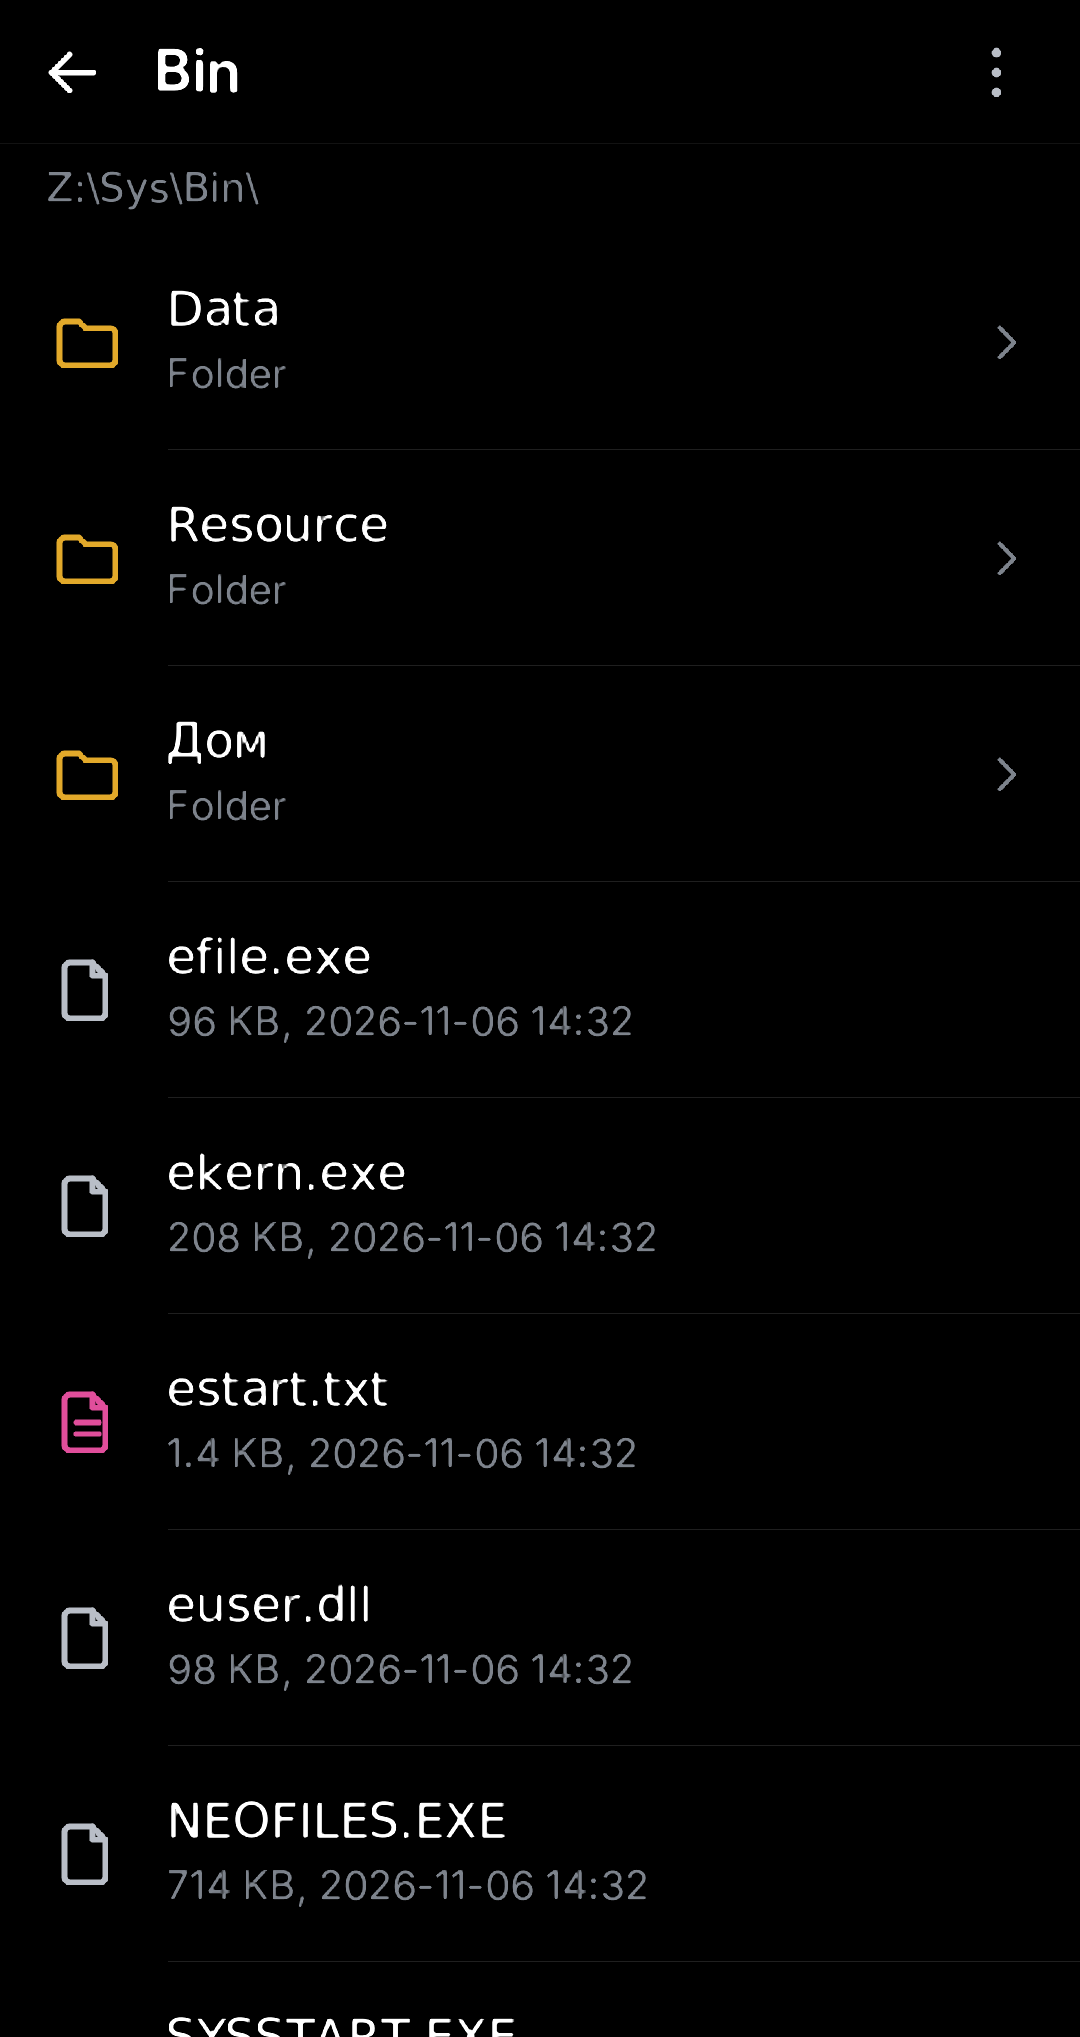 Bin
Z:\Sys\Bin\
Data
Folder
Resource
Folder
Дом
Folder
efile.exe
96 KB, 2026-11-06 14:32
ekern.exe
208 KB, 2026-11-06 14:32
estart.txt
1.4 KB, 2026-11-06 14:32
euser.dll
98 KB, 2026-11-06 14:32
NEOFILES.EXE
714 KB, 2026-11-06 14:32
SYSSTART.EXE